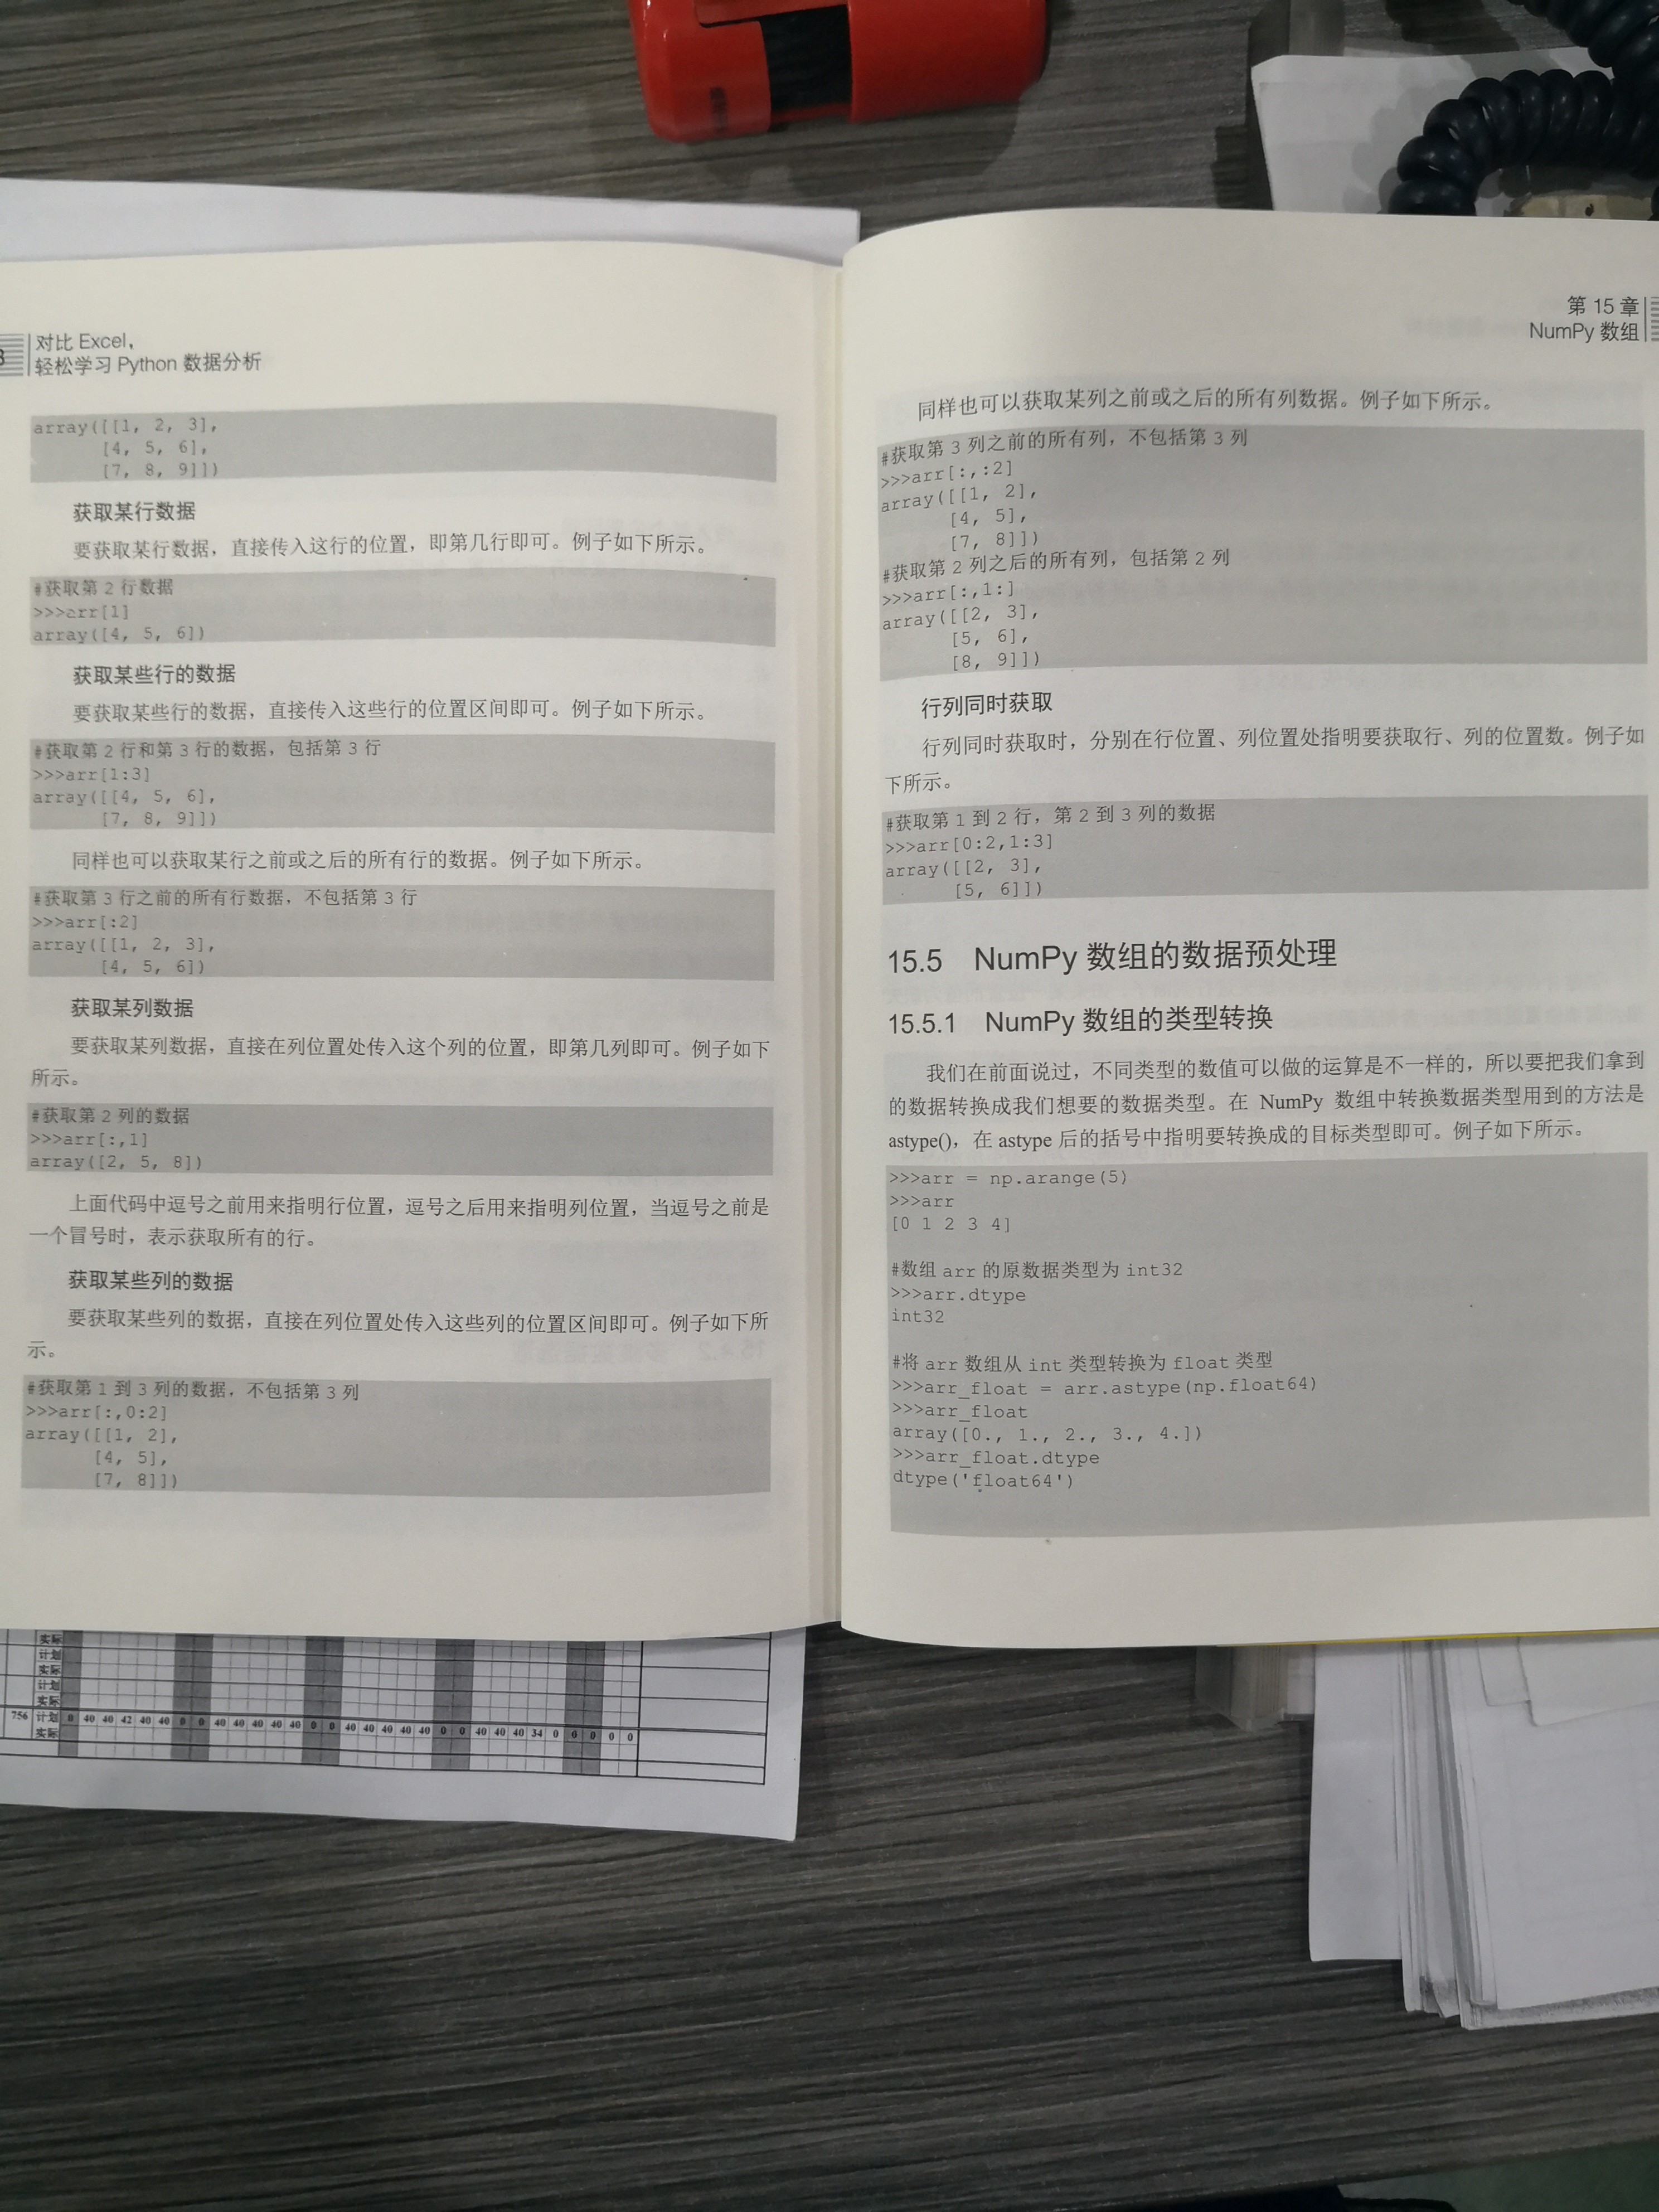 对比 Excel，
轻松学习 Python 数据分析
array([[1, 2, 3],
[4, 5, 6],
[7, 8, 9]])
获取某行数据
要获取某行数据，直接传入这行的位置，即第几行即可。例子如下所示。
#获取第 2 行数据
>>>arr[1]
array([4, 5, 6])
获取某些行的数据
要获取某些行的数据，直接传入这些行的位置区间即可。例子如下所示。
#获取第 2 行和第 3 行的数据，包括第 3 行
>>>arr[1:3]
array([[4, 5, 6],
[7, 8, 9]])
同样也可以获取某行之前或之后的所有行的数据。例子如下所示。
#获取第 3 行之前的所有行数据，不包括第 3 行
>>>arr[:2]
array([[1, 2, 3],
[4, 5, 6])
获取某列数据
要获取某列数据，直接在列位置处传入这个列的位置，即第几列即可。例子如下
所示。
#获取第 2 列的数据
>>>arr[:,1]
array([2, 5, 8])
上面代码中逗号之前用来指明行位置，逗号之后用来指明列位置，当逗号之前是
一个冒号时，表示获取所有的行。
获取某些列的数据
要获取某些列的数据，直接在列位置处传入这些列的位置区间即可。例子如下所
示。
#获取第 1 到 3 列的数据，不包括第 3 列
>>>arr[:,0:2]
array([[1, 2],
[4, 5],
[7, 8]])
第 15 章
NumPy 数组
同样也可以获取某列之前或之后的所有列数据。例子如下所示。
#获取第 3 列之前的所有列，不包括第 3 列
>>>arr[:,:2]
array([[1, 2],
[4, 5],
[7, 8]])
#获取第 2 列之后的所有列，包括第 2 列
>>>arr[:,1:]
array([[2, 3],
[5, 6],
[8, 9]])
行列同时获取
行列同时获取时，分别在行位置、列位置处指明要获取行、列的位置数。例子如
下所示。
#获取第 1 到 2 行，第 2 到 3 列的数据
>>>arr[0:2,1:3]
array([[2, 3],
[5, 6]])
15.5 NumPy 数组的数据预处理
15.5.1 NumPy 数组的类型转换
我们在前面说过，不同类型的数值可以做的运算是不一样的，所以要把我们拿到
的数据转换成我们想要的数据类型。在 NumPy 数组中转换数据类型用到的方法是
astype()，在 astype 后的括号中指明要转换成的目标类型即可。例子如下所示。
>>>arr = np.arange(5)
>>>arr
[0 1 2 3 4]
#数组 arr 的原数据类型为 int32
>>>arr.dtype
int32
#将 arr 数组从 int 类型转换为 float 类型
>>>arr_float = arr.astype(np.float64)
>>>arr_float
array([0., 1., 2., 3., 4.])
>>>arr_float.dtype
dtype('float64')
实际
计划
实际
计划
实际
756 计划 0 40 40 42 40 40 0 0 40 40 40 40 40 0 0 40 40 40 40 40 0 0 40 40 40 34 0 0 0 0 0
实际